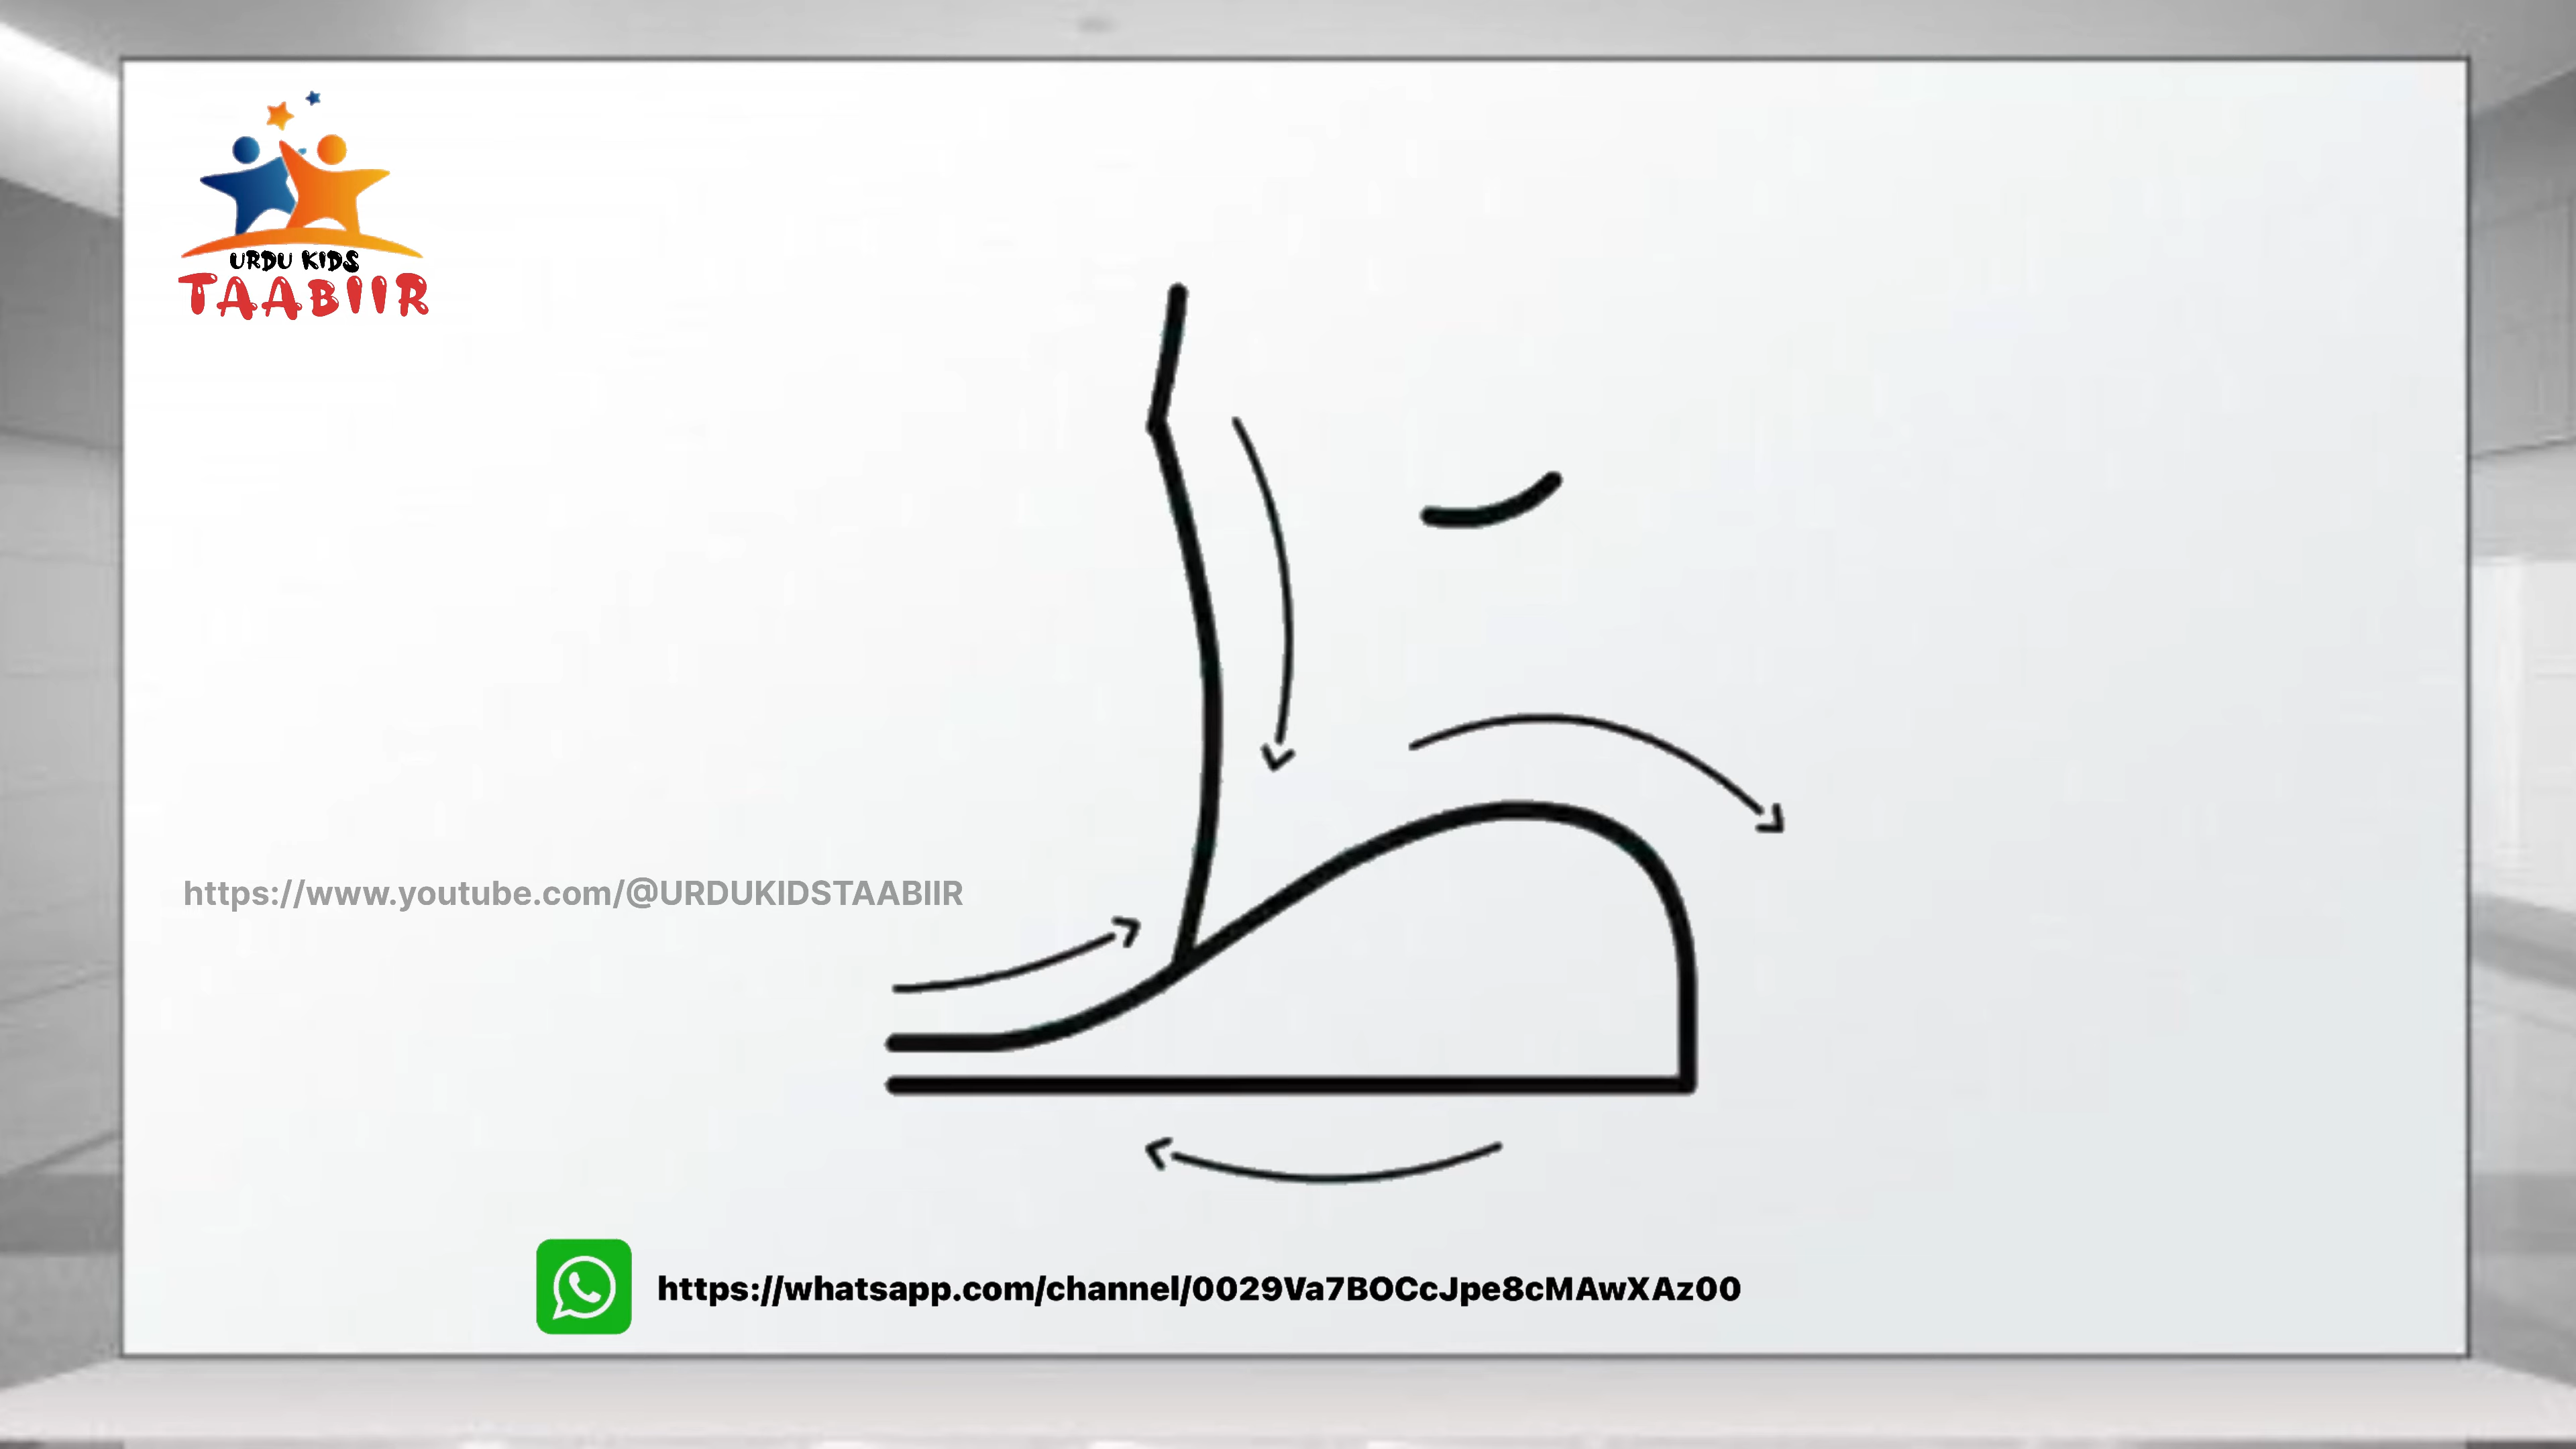 URDU KIDS
TAABIIR
ظ
https://www.youtube.com/@URDUKIDSTAABIIR
https://whatsapp.com/channel/0029Va7BOCcJpe8cMAwXAz00